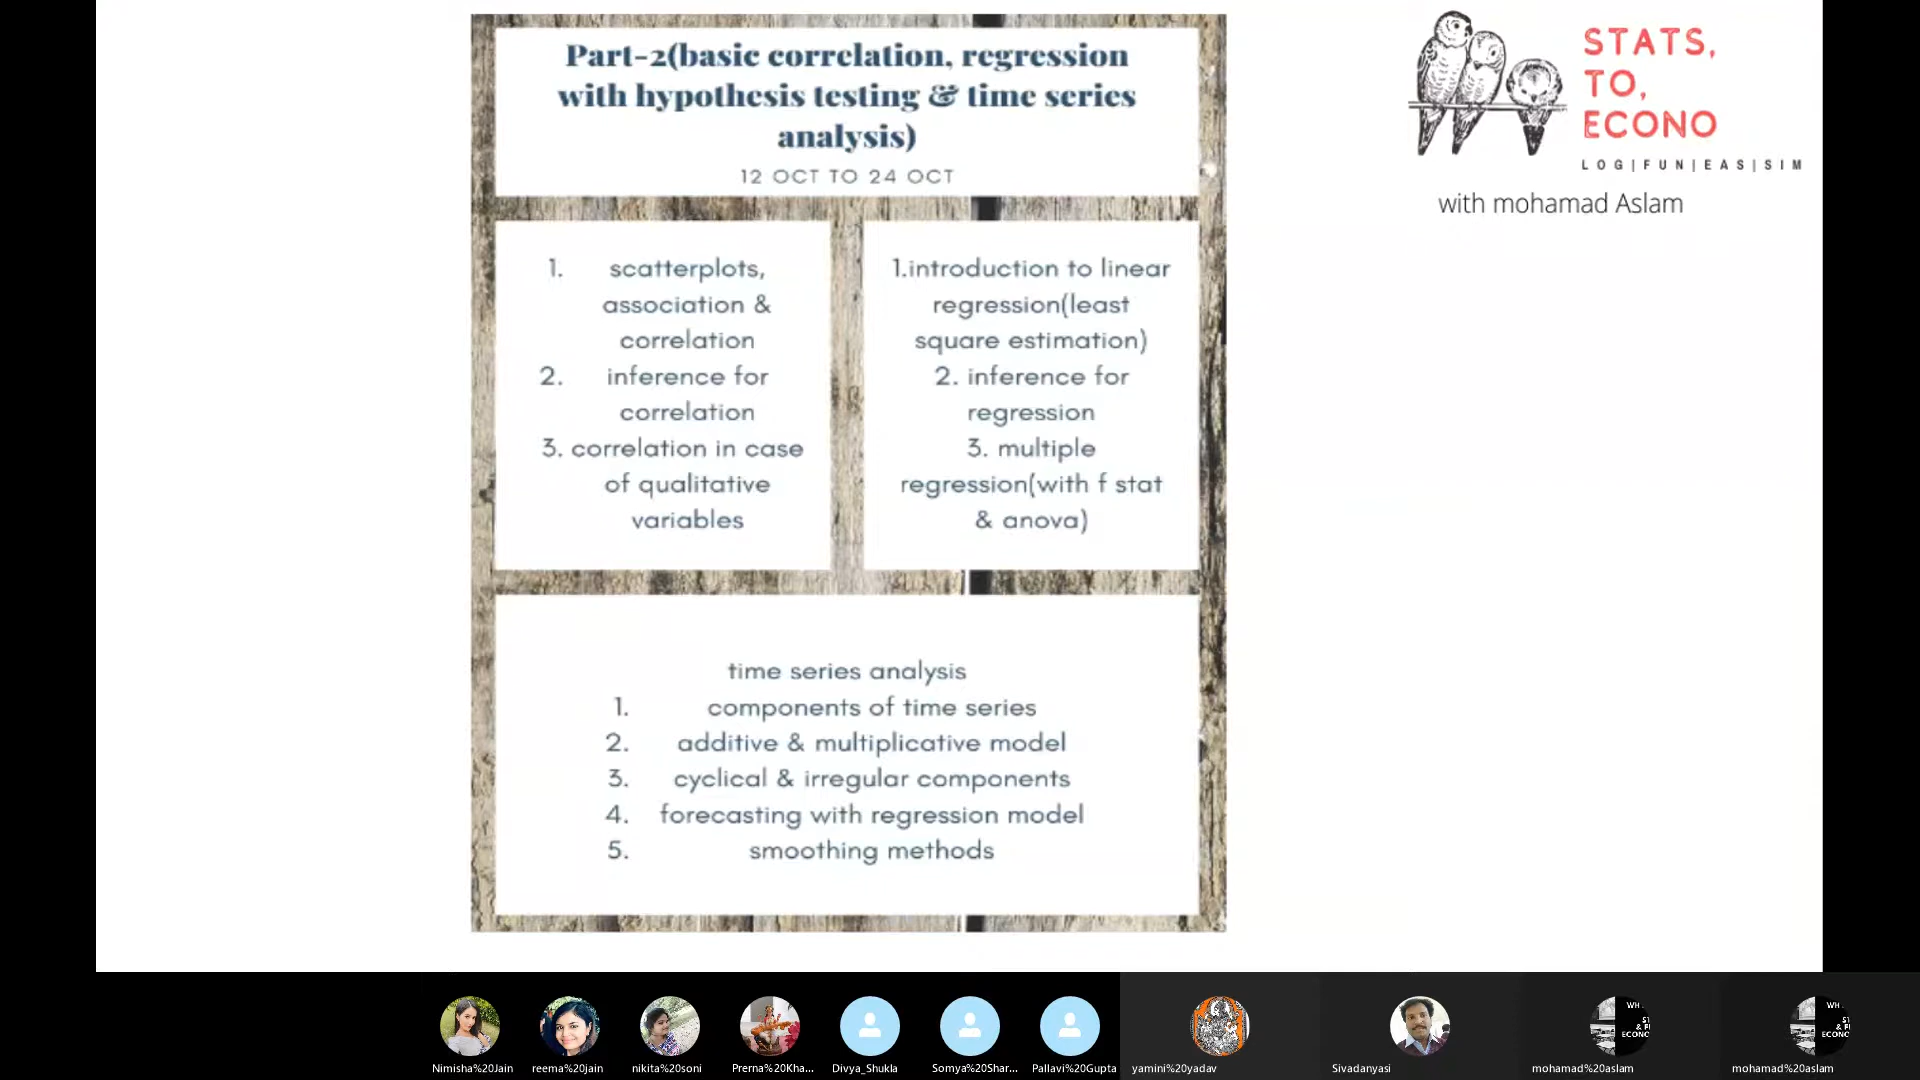 Part-2(basic correlation, regression
with hypothesis testing & time series
analysis)
12 OCT TO 24 OCT
1. scatterplots,
association &
correlation
2. inference for
correlation
3. correlation in case
of qualitative
variables
1.introduction to linear
regression(least
square estimation)
2. inference for
regression
3. multiple
regression(with f stat
& anova)
time series analysis
1. components of time series
2. additive & multiplicative model
3. cyclical & irregular components
4. forecasting with regression model
5. smoothing methods
STATS,
TO,
ECONO
LOG|FUN|EAS|SIM
with mohamad Aslam
Nimisha%20Jain
reema%20jain
nikita%20soni
Prerna%20Kha...
Divya_Shukla
Somya%20Shar...
Pallavi%20Gupta
yamini%20yadav
Sivadanyasi
mohamad%20aslam
mohamad%20aslam